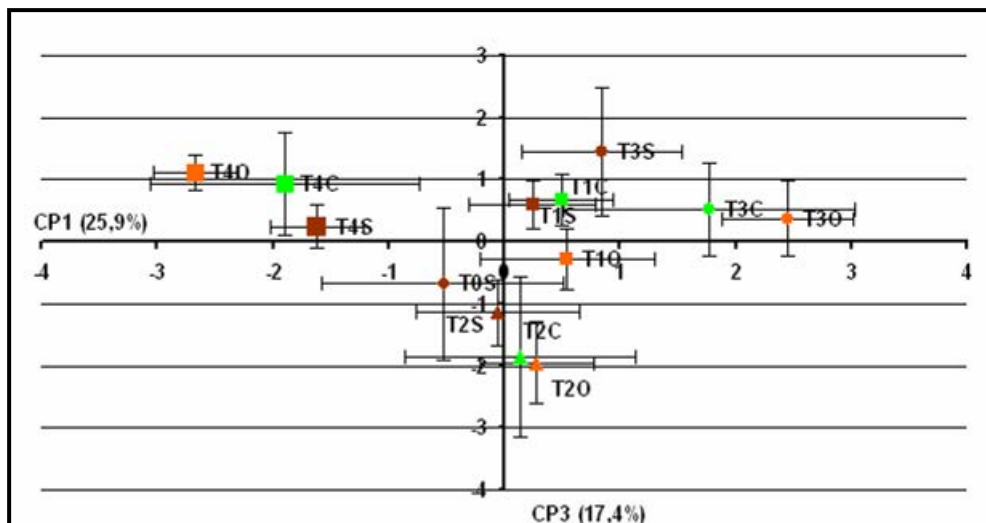 3
2
T3S
T4O
T4C
1
T1C
T1S
T3C
T3O
CP1 (25,9%)
T4S
0
T1O
-4 -3 -2 -1 0 1 2 3 4
T0S
-1
T2S
T2C
-2
T2O
-3
-4
CP3 (17,4%)